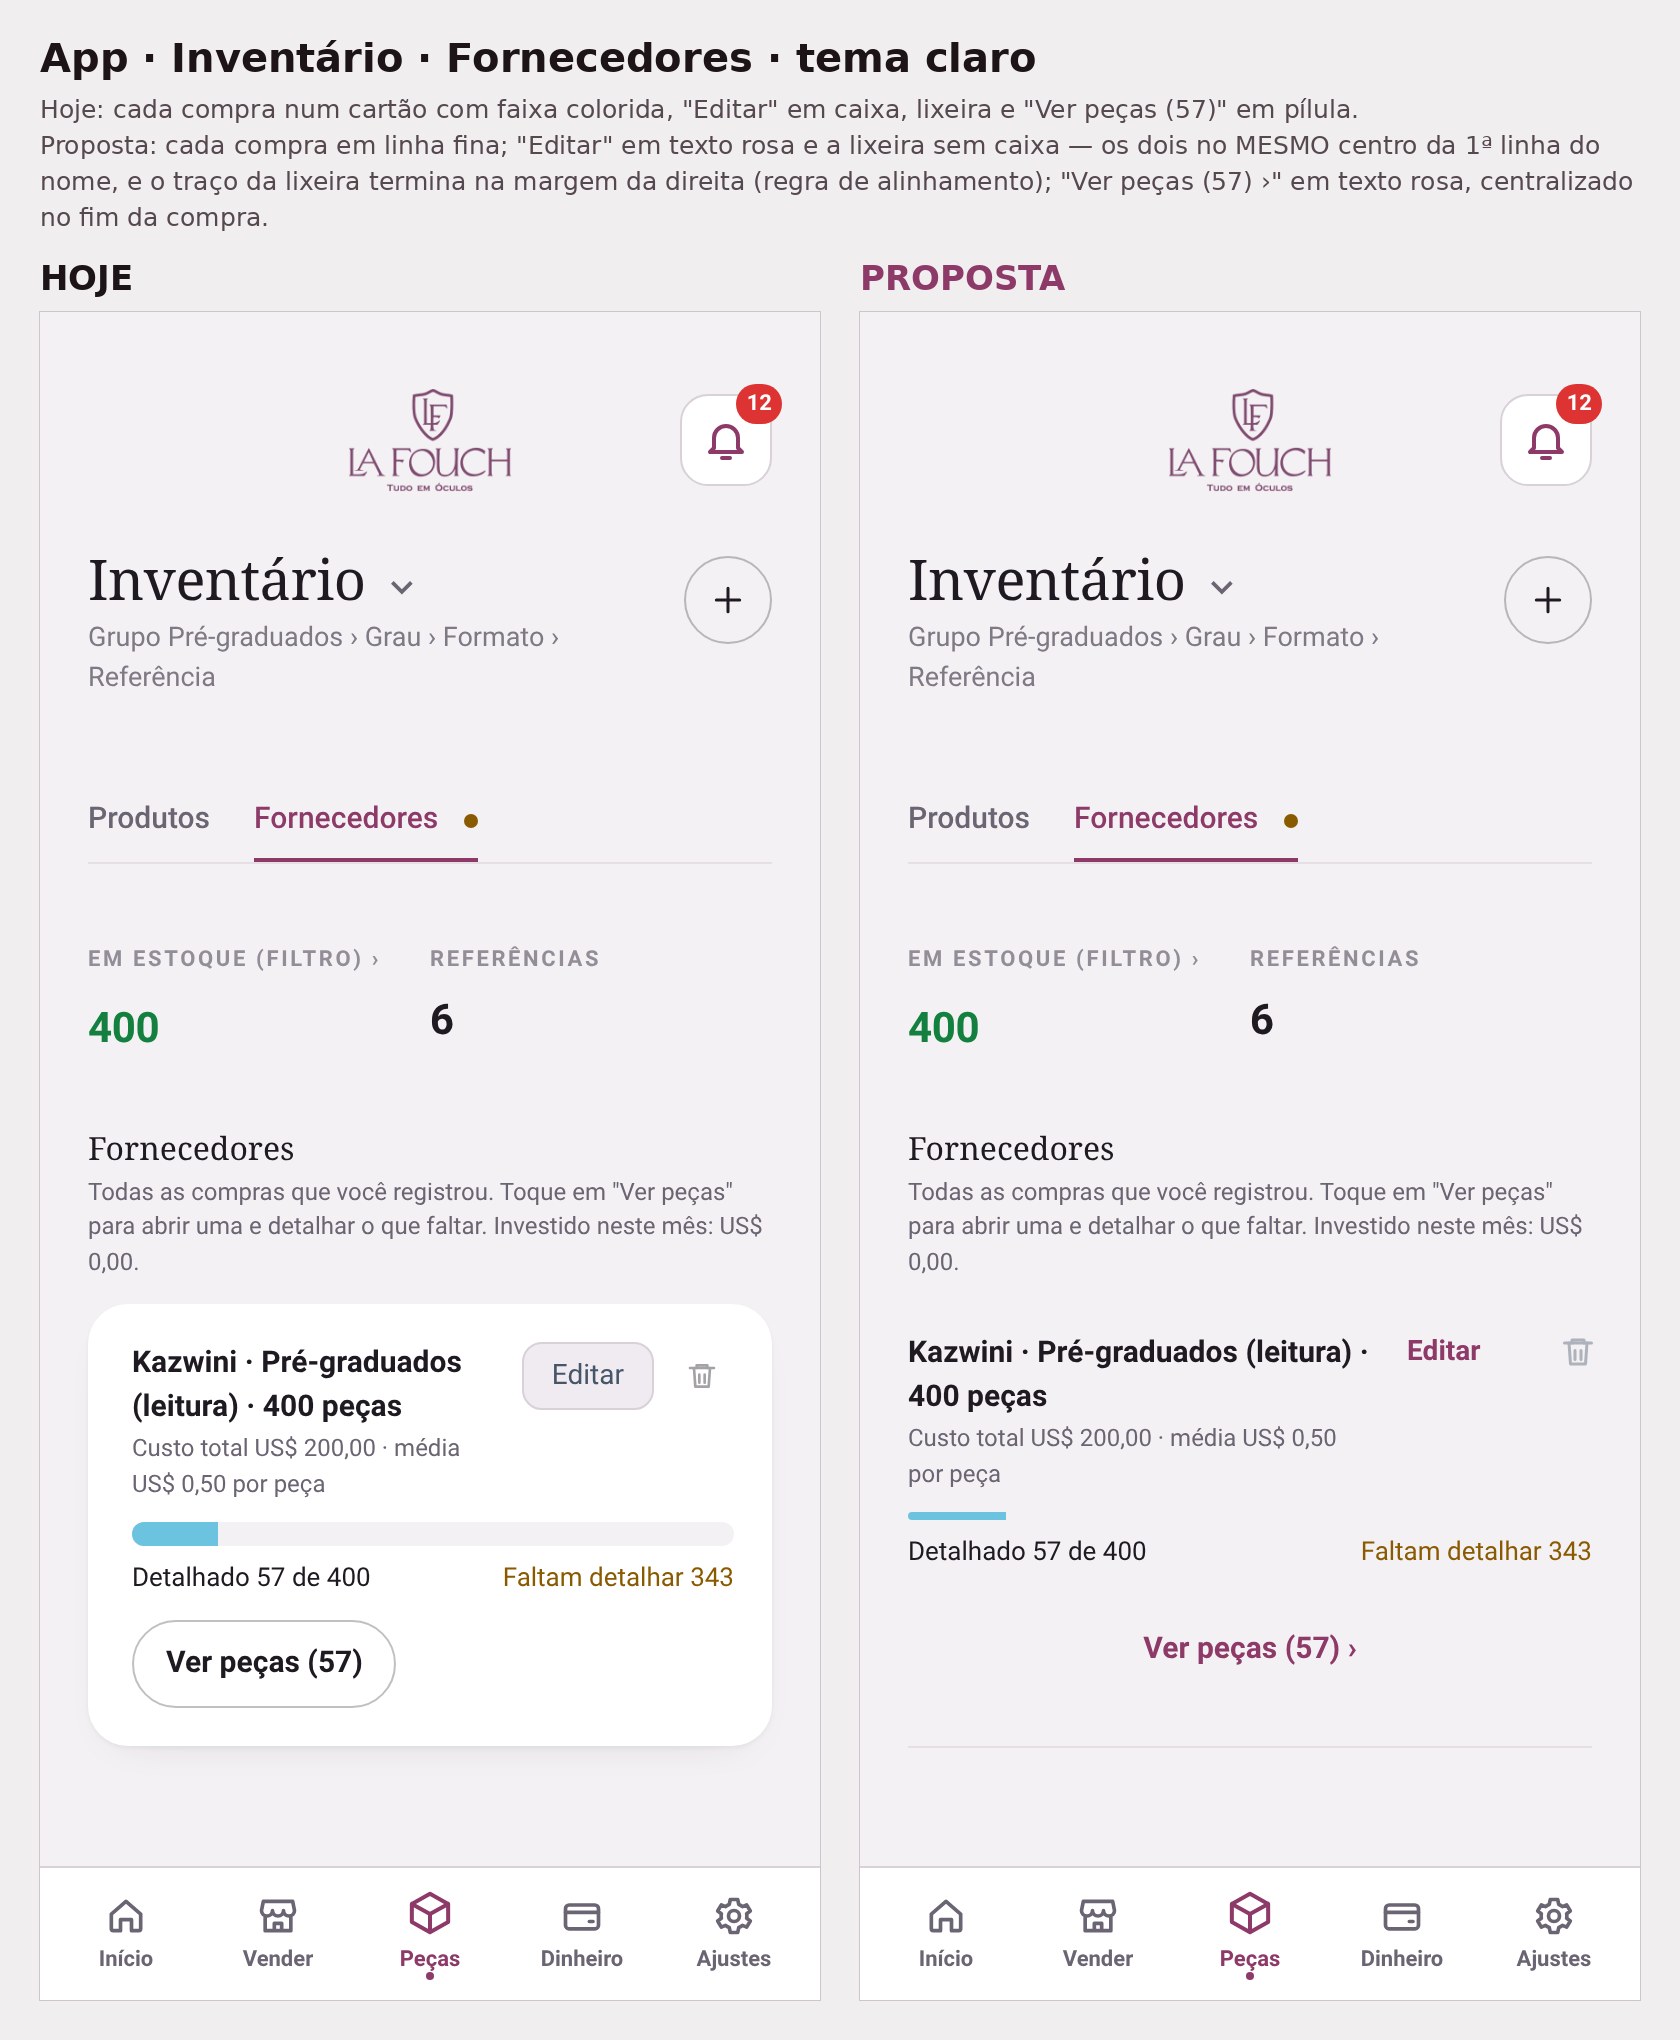 App · Inventário · Fornecedores · tema claro
Hoje: cada compra num cartão com faixa colorida, "Editar" em caixa, lixeira e "Ver peças (57)" em pílula.
Proposta: cada compra em linha fina; "Editar" em texto rosa e a lixeira sem caixa — os dois no MESMO centro da 1ª linha do
nome, e o traço da lixeira termina na margem da direita (regra de alinhamento); "Ver peças (57) ›" em texto rosa, centralizado
no fim da compra.
HOJE
LF
LA FOUCH
TUDO EM ÓCULOS
12
Inventário
Grupo Pré-graduados › Grau › Formato ›
Referência
Produtos Fornecedores
EM ESTOQUE (FILTRO) › REFERÊNCIAS
400 6
Fornecedores
Todas as compras que você registrou. Toque em "Ver peças"
para abrir uma e detalhar o que faltar. Investido neste mês: US$
0,00.
Kazwini · Pré-graduados
(leitura) · 400 peças
Editar
Custo total US$ 200,00 · média
US$ 0,50 por peça
Detalhado 57 de 400 Faltam detalhar 343
Ver peças (57)
Início Vender Peças Dinheiro Ajustes
PROPOSTA
LF
LA FOUCH
TUDO EM ÓCULOS
12
Inventário
Grupo Pré-graduados › Grau › Formato ›
Referência
Produtos Fornecedores
EM ESTOQUE (FILTRO) › REFERÊNCIAS
400 6
Fornecedores
Todas as compras que você registrou. Toque em "Ver peças"
para abrir uma e detalhar o que faltar. Investido neste mês: US$
0,00.
Kazwini · Pré-graduados (leitura) · Editar
400 peças
Custo total US$ 200,00 · média US$ 0,50
por peça
Detalhado 57 de 400 Faltam detalhar 343
Ver peças (57) ›
Início Vender Peças Dinheiro Ajustes